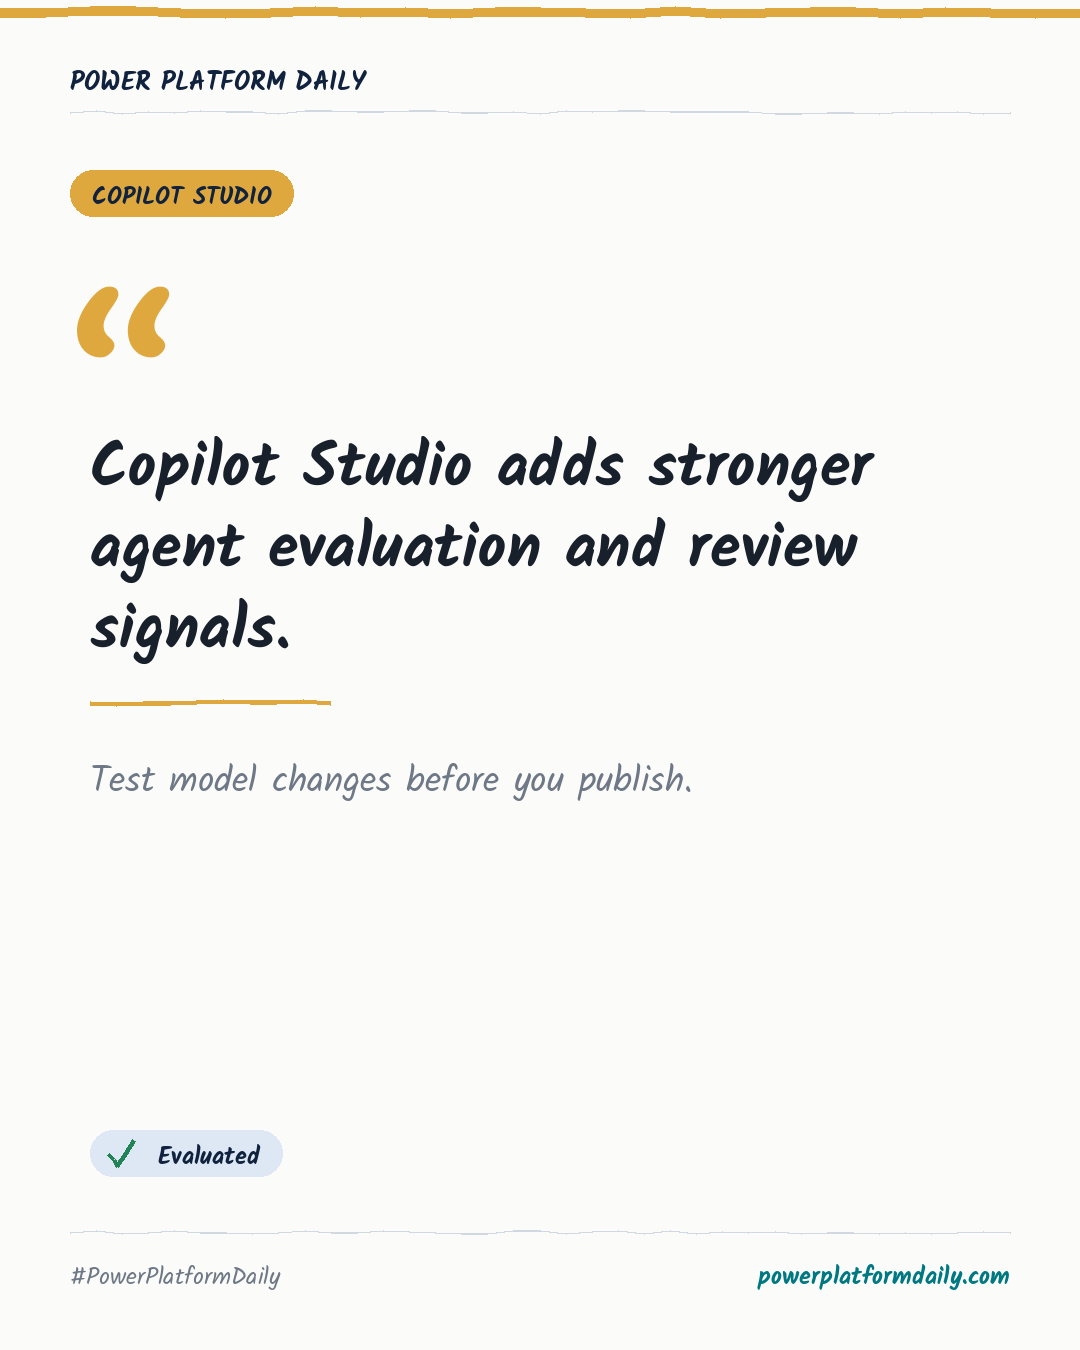 POWER PLATFORM DAILY
COPILOT STUDIO
“
Copilot Studio adds stronger
agent evaluation and review
signals.
Test model changes before you publish.
✓ Evaluated
#PowerPlatformDaily
powerplatformdaily.com